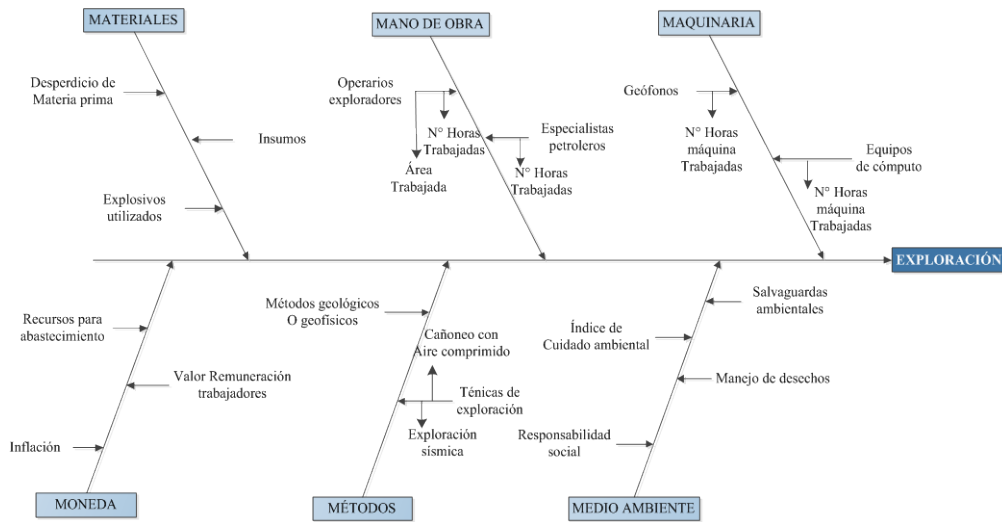 MATERIALES
MANO DE OBRA
MAQUINARIA
Desperdicio de
Materia prima
Insumos
Explosivos
utilizados
Operarios
exploradores
N° Horas
Trabajadas
Área
Trabajada
Especialistas
petroleros
N° Horas
Trabajadas
Geófonos
N° Horas
máquina
Trabajadas
Equipos
de cómputo
N° Horas
máquina
Trabajadas
EXPLORACIÓN
Recursos para
abastecimiento
Valor Remuneración
trabajadores
Inflación
Métodos geológicos
O geofísicos
Cañoneo con
Aire comprimido
Ténicas de
exploración
Exploración
sísmica
Salvaguardas
ambientales
Índice de
Cuidado ambiental
Manejo de desechos
Responsabilidad
social
MONEDA
MÉTODOS
MEDIO AMBIENTE